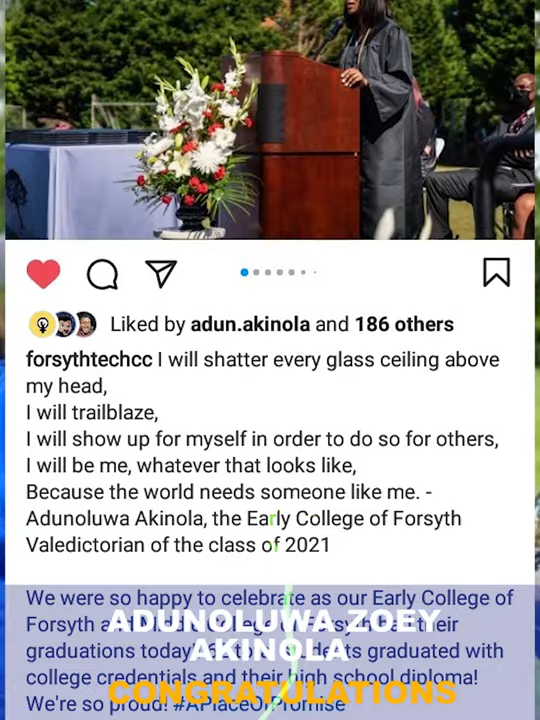 Liked by adun.akinola and 186 others
forsythtechcc I will shatter every glass ceiling above
my head,
I will trailblaze,
I will show up for myself in order to do so for others,
I will be me, whatever that looks like,
Because the world needs someone like me. -
Adunoluwa Akinola, the Early College of Forsyth
Valedictorian of the class of 2021
We were so happy to celebrate as our Early College of
ADUNOLUWA ZOEY
Forsyth their
AKINOLA
graduations graduated with
college credentials and their high school diploma!
CONGRATULATIONS
We're so proud! #APlaceOfPromise